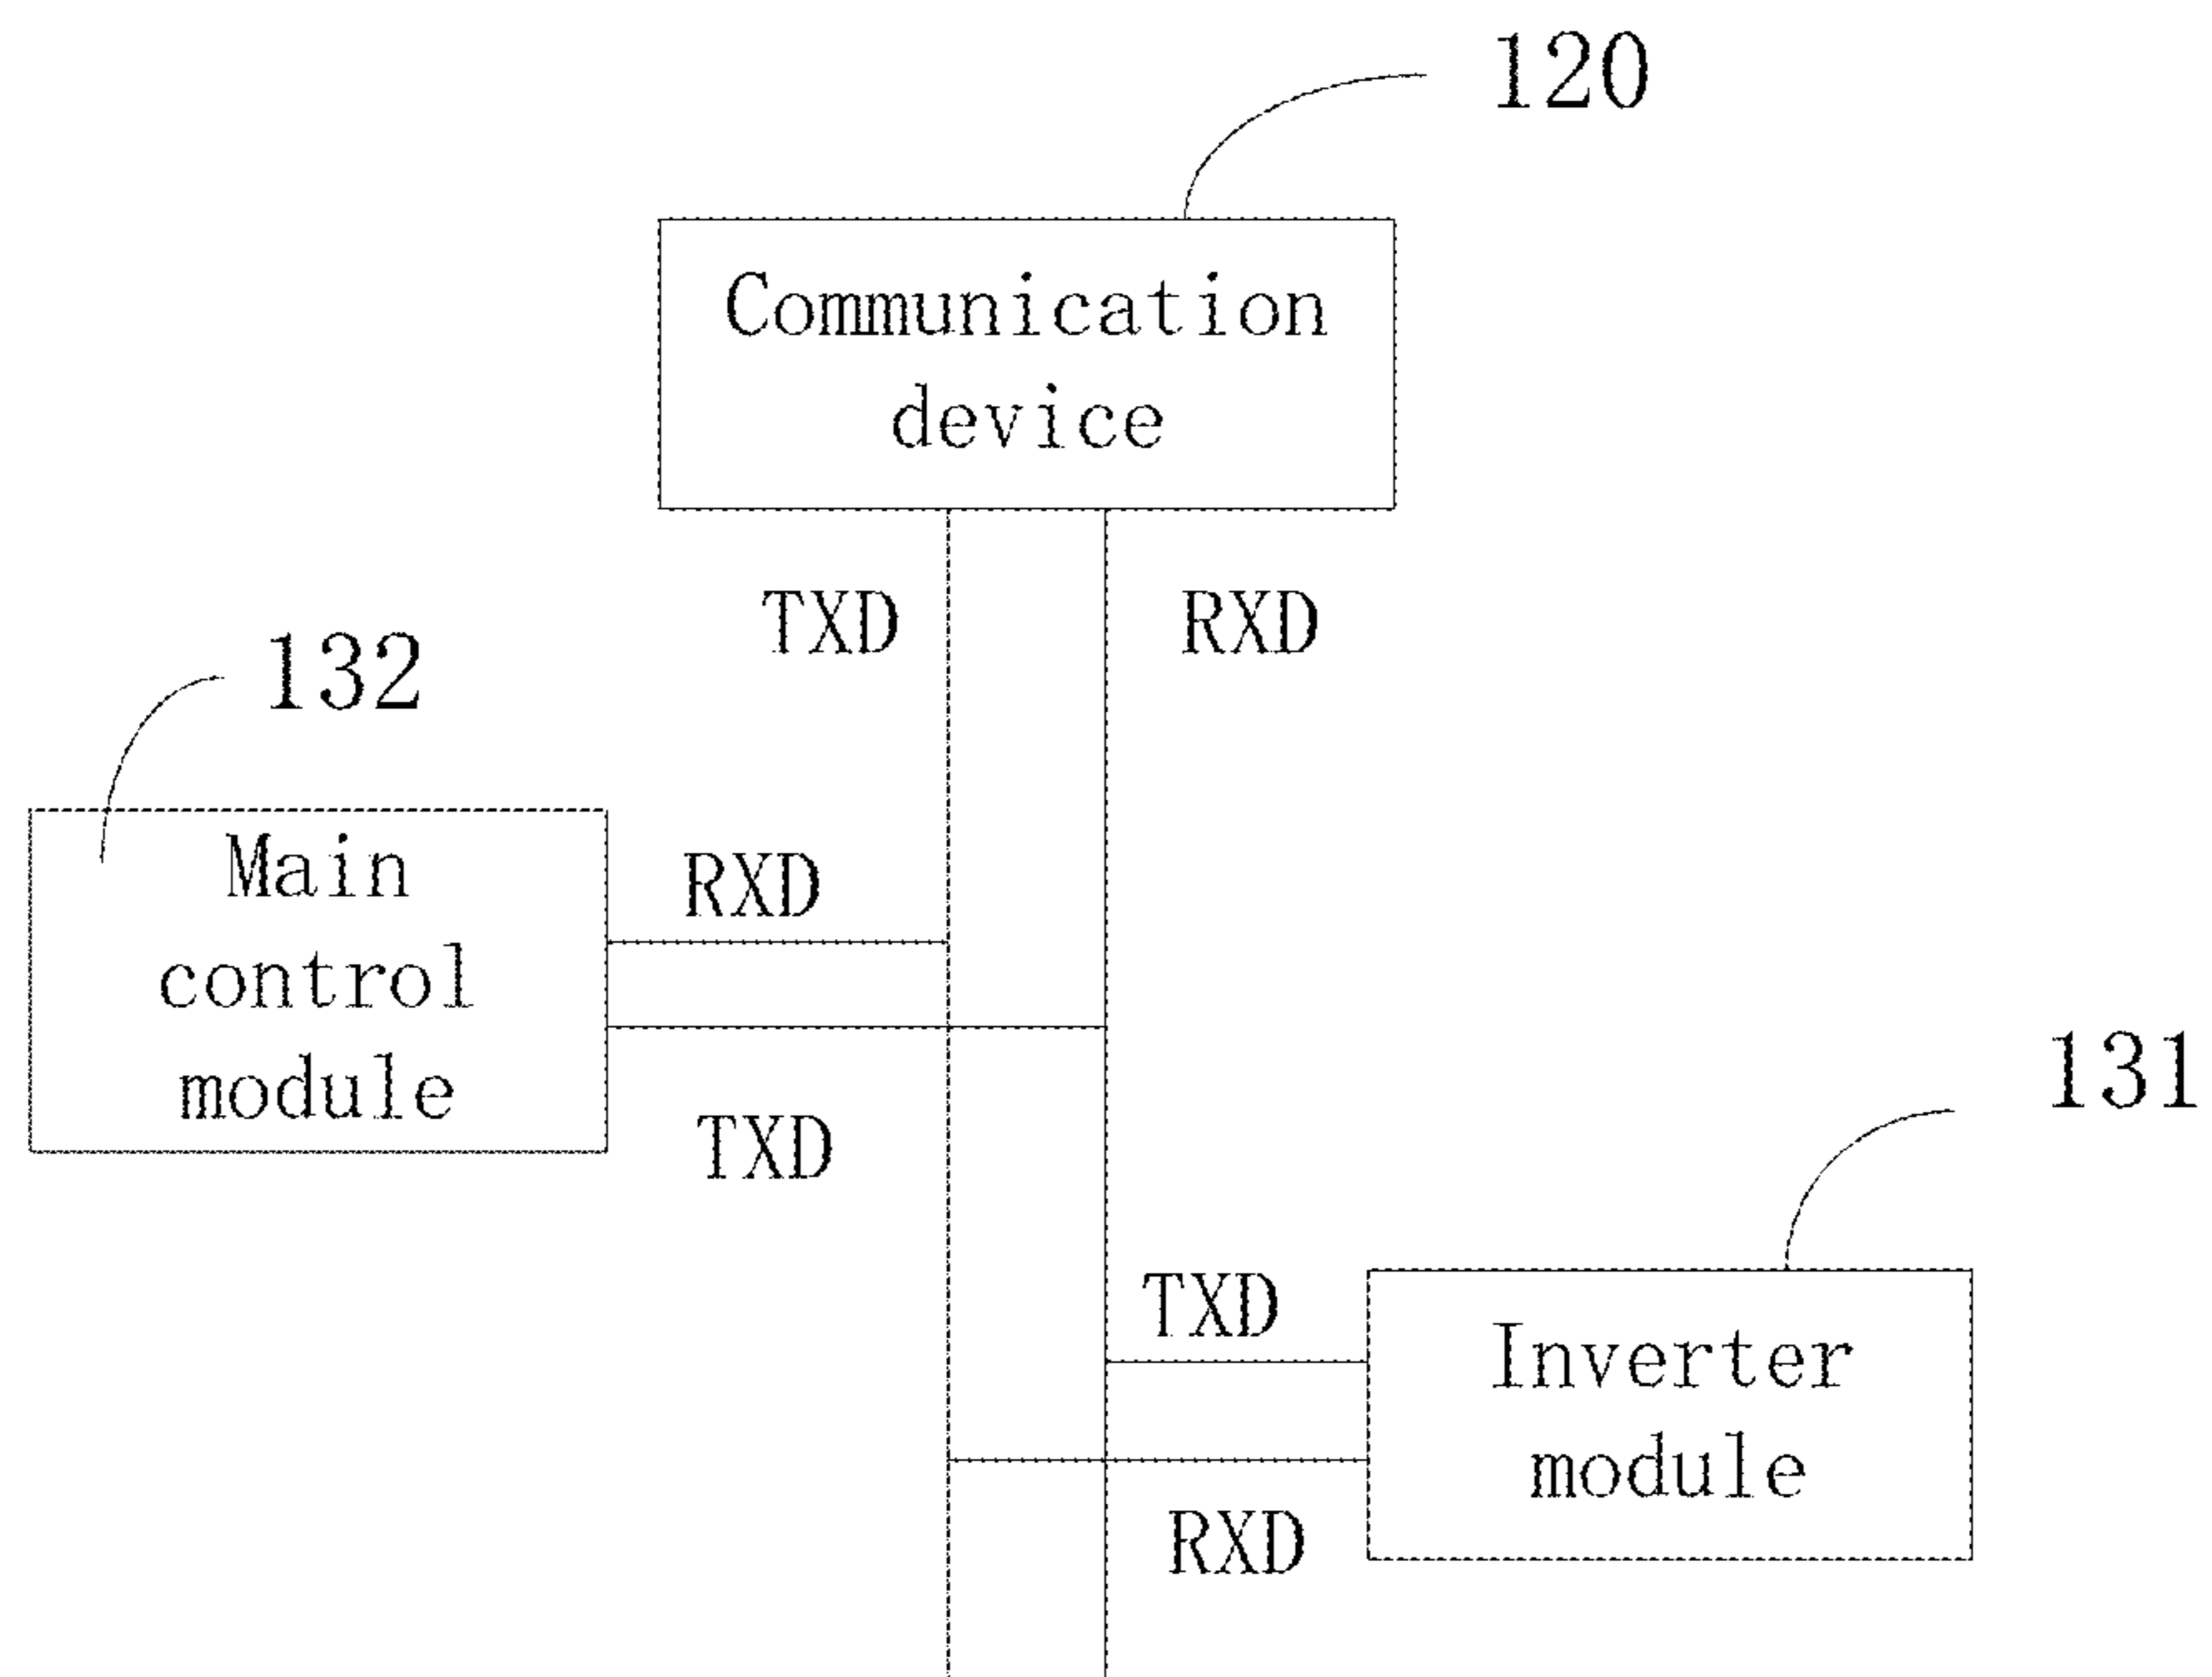 120
Communication
device
TXD
RXD
132
Main
control
module
RXD
TXD
131
TXD
Inverter
module
RXD